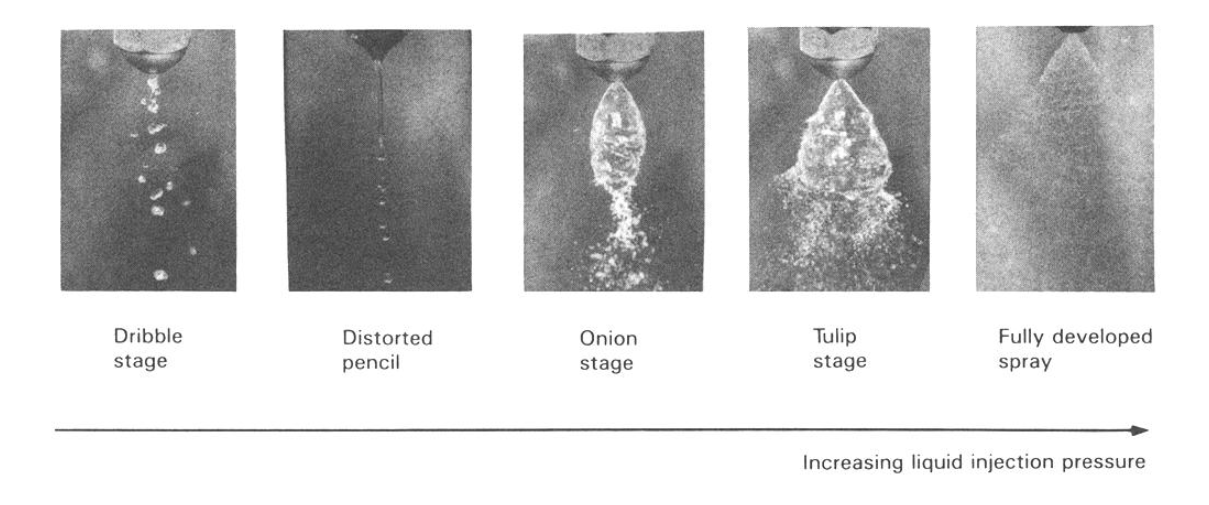 Dribble
stage
Distorted
pencil
Onion
stage
Tulip
stage
Fully developed
spray
Increasing liquid injection pressure